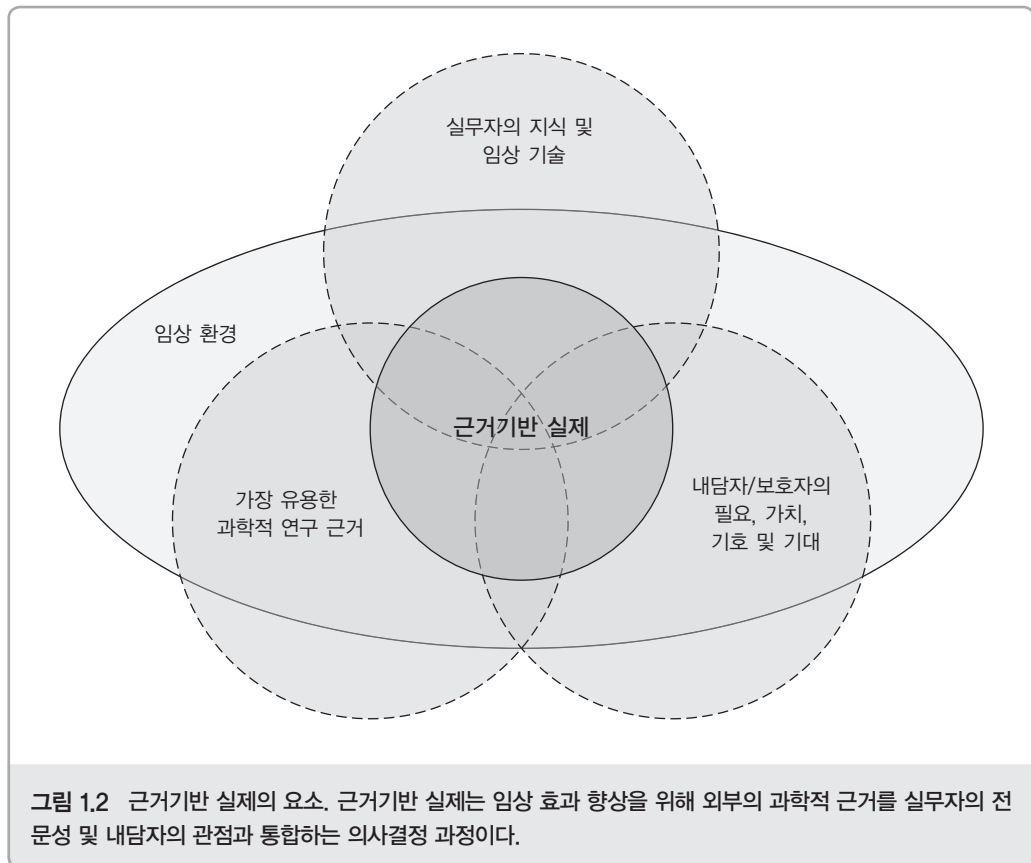 실무자의 지식 및
임상 기술
임상 환경
근거기반 실제
가장 유용한
과학적 연구 근거
내담자/보호자의
필요, 가치,
기호 및 기대
그림 1.2 근거기반 실제의 요소. 근거기반 실제는 임상 효과 향상을 위해 외부의 과학적 근거를 실무자의 전
문성 및 내담자의 관점과 통합하는 의사결정 과정이다.